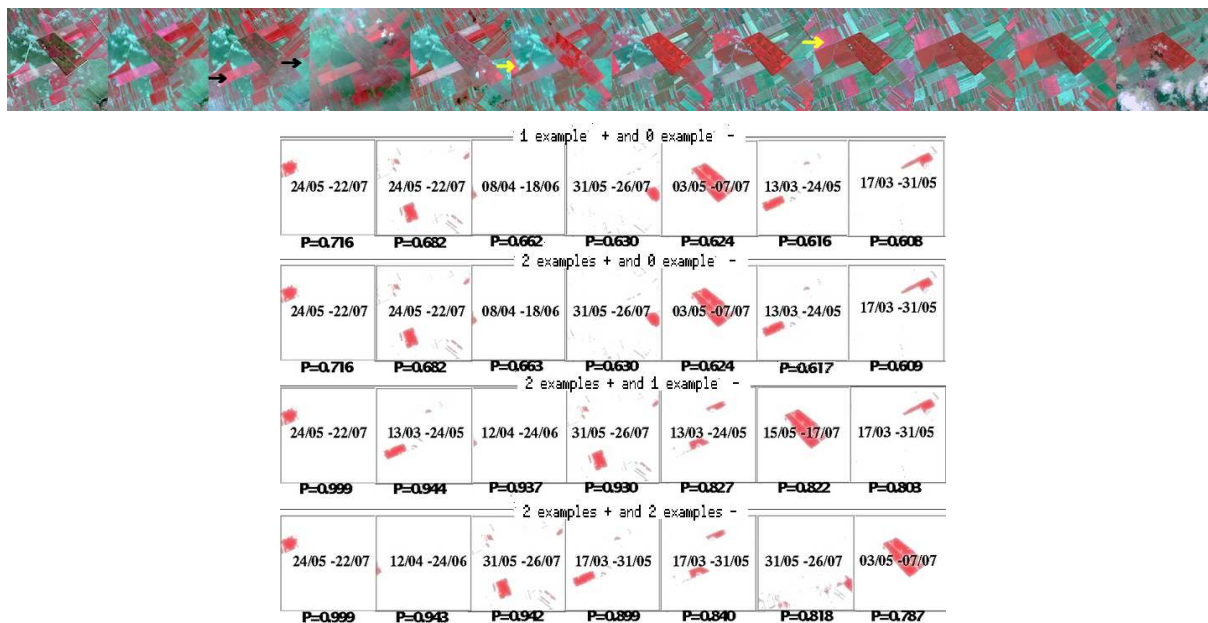 1 example + and 0 example -
24/05 -22/07 24/05 -22/07 08/04 -18/06 31/05 -26/07 03/05 -07/07 13/03 -24/05 17/03 -31/05
P=0.716 P=0.682 P=0.662 P=0.630 P=0.624 P=0.616 P=0.608
2 examples + and 0 example -
24/05 -22/07 24/05 -22/07 08/04 -18/06 31/05 -26/07 03/05 -07/07 13/03 -24/05 17/03 -31/05
P=0.716 P=0.682 P=0.663 P=0.630 P=0.624 P=0.617 P=0.609
2 examples + and 1 example -
24/05 -22/07 13/03 -24/05 12/04 -24/06 31/05 -26/07 13/03 -24/05 15/05 -17/07 17/03 -31/05
P=0.999 P=0.944 P=0.937 P=0.930 P=0.827 P=0.822 P=0.803
2 examples + and 2 examples -
24/05 -22/07 12/04 -24/06 31/05 -26/07 17/03 -31/05 17/03 -31/05 31/05 -26/07 03/05 -07/07
P=0.999 P=0.943 P=0.942 P=0.899 P=0.840 P=0.818 P=0.787